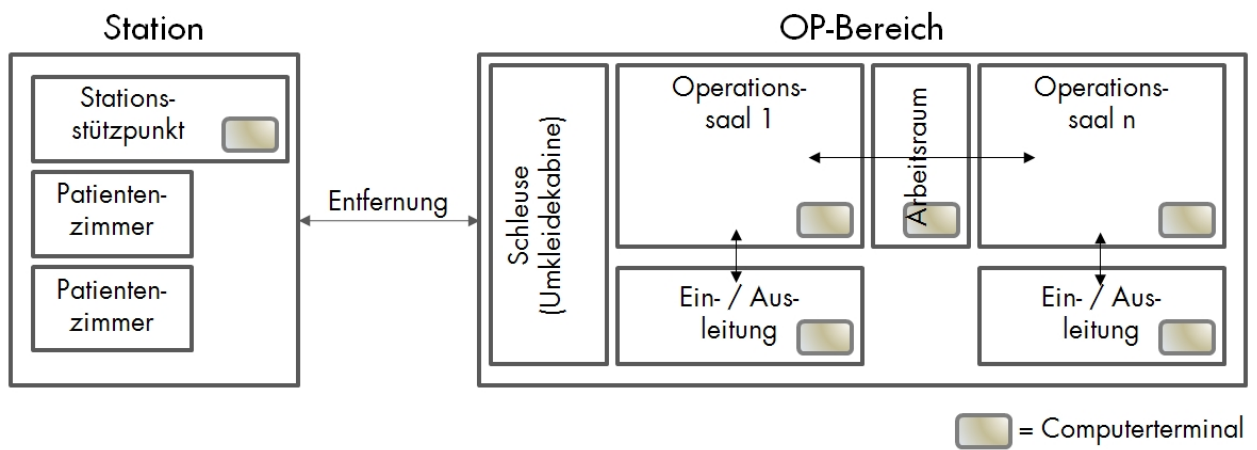 Station
Stations-
stützpunkt
Patienten-
zimmer
Patienten-
zimmer
Entfernung
OP-Bereich
Schleuse
(Umkleidekabine)
Operations-
saal 1
Arbeitsraum
Operations-
saal n
Ein- / Aus-
leitung
Ein- / Aus-
leitung
= Computerterminal